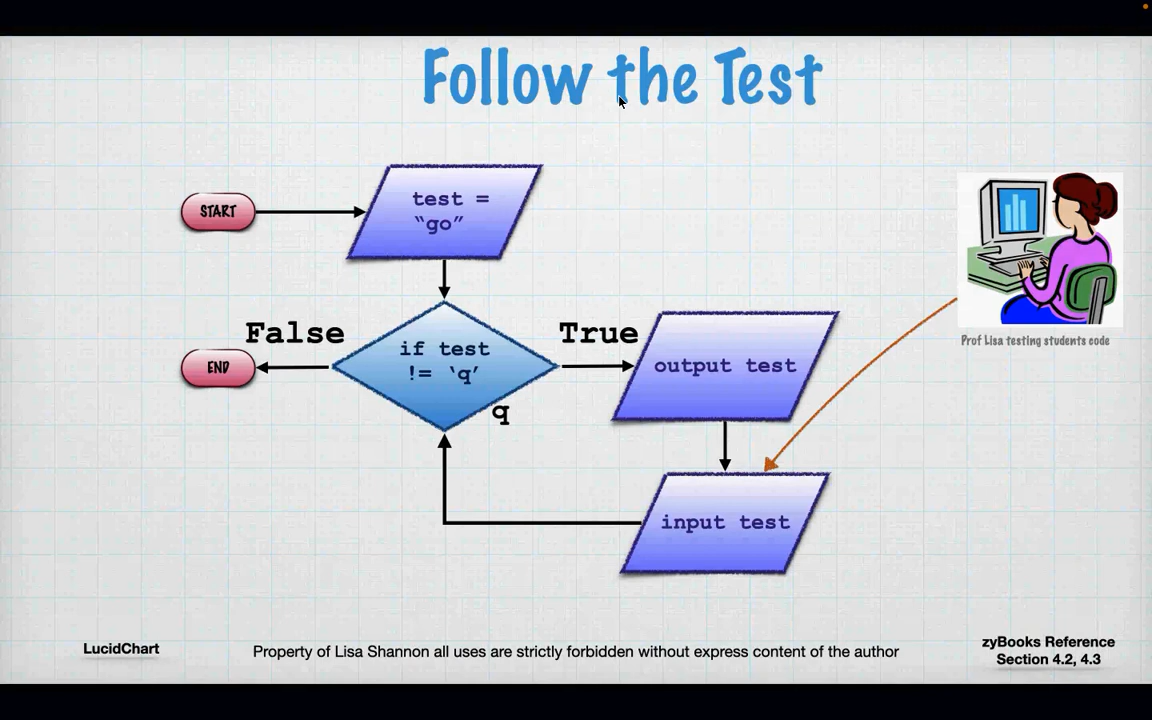 Follow the Test
START
test =
“go”
False
if test
!= ‘q’
True
output test
END
q
input test
Prof Lisa testing students code
LucidChart
Property of Lisa Shannon all uses are strictly forbidden without express content of the author
zyBooks Reference
Section 4.2, 4.3